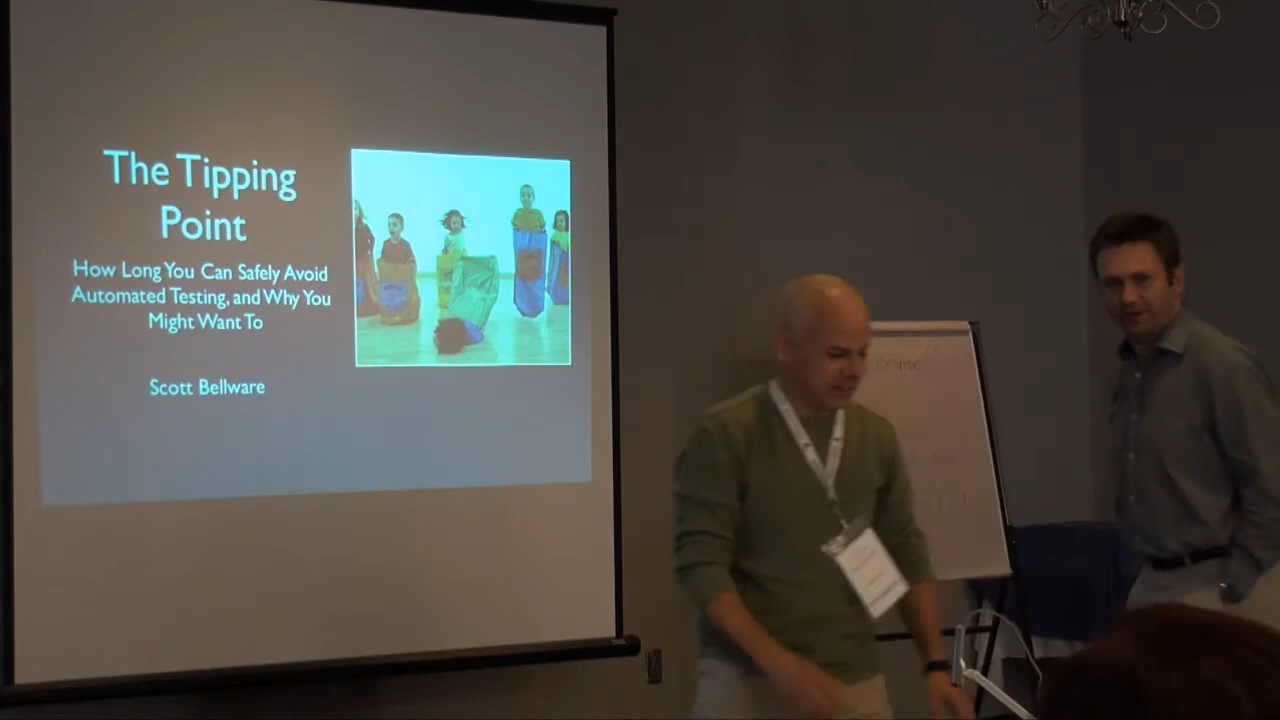 The Tipping
Point
How Long You Can Safely Avoid
Automated Testing, and Why You
Might Want To
Scott Bellware